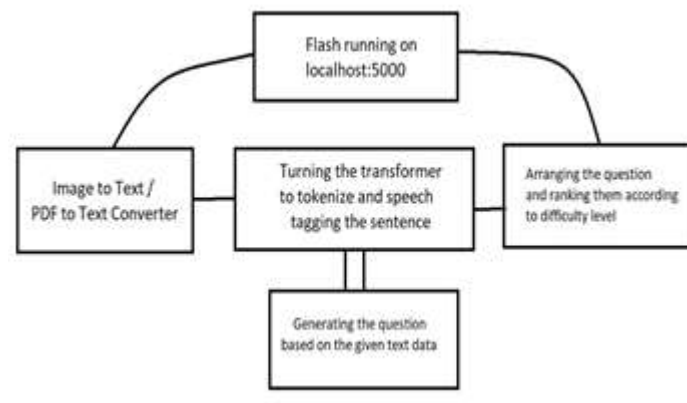 Flash running on
localhost:5000
Image to Text /
PDF to Text Converter
Turning the transformer
to tokenize and speech
tagging the sentence
Arranging the question
and ranking them according
to difficulty level
Generating the question
based on the given text data